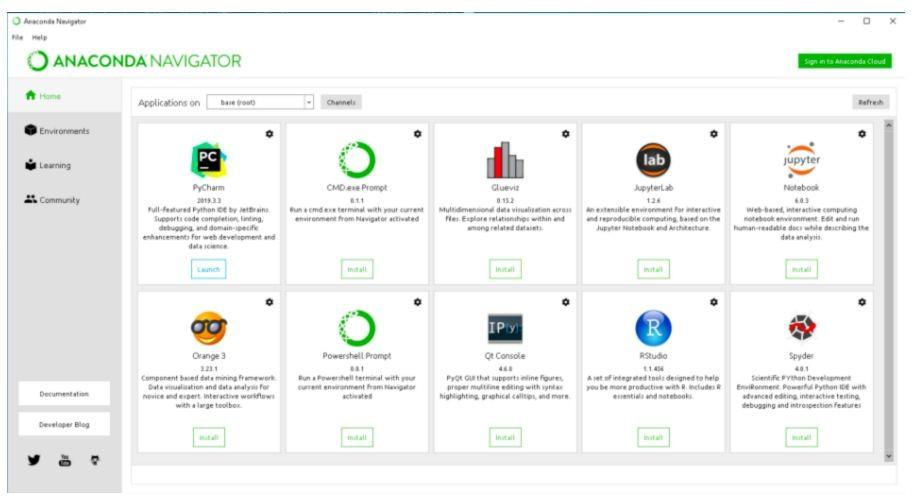 Anaconda Navigator
File Help
ANACONDA NAVIGATOR
Sign in to Anaconda Cloud
Home
Environments
Learning
Community
Documentation
Developer Blog
You
Tube
Applications on base (root) Channels
Refresh
PC
PyCharm
2019.3.3
Full-featured Python IDE by JetBrains.
Supports code completion, linting,
debugging, and domain-specific
enhancements for web development and
data science.
Launch
CMD.exe Prompt
0.1.1
Run a cmd.exe terminal with your current
environment from Navigator activated
Install
Glueviz
0.15.2
Multidimensional data visualization across
files. Explore relationships within and
among related datasets.
Install
lab
JupyterLab
1.2.6
An extensible environment for interactive
and reproducible computing, based on the
Jupyter Notebook and Architecture.
Install
jupyter
Notebook
6.0.3
Web-based, interactive computing
notebook environment. Edit and run
human-readable docs while describing the
data analysis.
Install
Orange 3
3.23.1
Component based data mining framework.
Data visualization and data analysis for
novice and expert. Interactive workflows
with a large toolbox.
Install
Powershell Prompt
0.0.1
Run a Powershell terminal with your
current environment from Navigator
activated
Install
IP[y]:
Qt Console
4.6.0
PyQt GUI that supports inline figures,
proper multiline editing with syntax
highlighting, graphical calltips, and more.
Install
R
RStudio
1.1.456
A set of integrated tools designed to help
you be more productive with R. Includes R
essentials and notebooks.
Install
Spyder
4.0.1
Scientific PYthon Development
EnviRonment. Powerful Python IDE with
advanced editing, interactive testing,
debugging and introspection features
Install